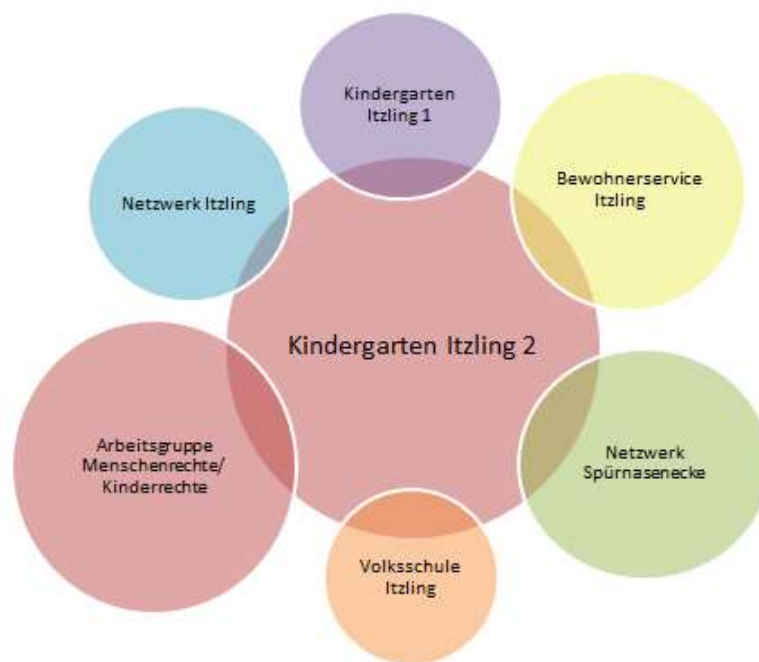 Kindergarten
Itzling 1
Netzwerk Itzling
Bewohnerservice
Itzling
Kindergarten Itzling 2
Arbeitsgruppe
Menschenrechte/
Kinderrechte
Netzwerk
Spürnasenecke
Volksschule
Itzling